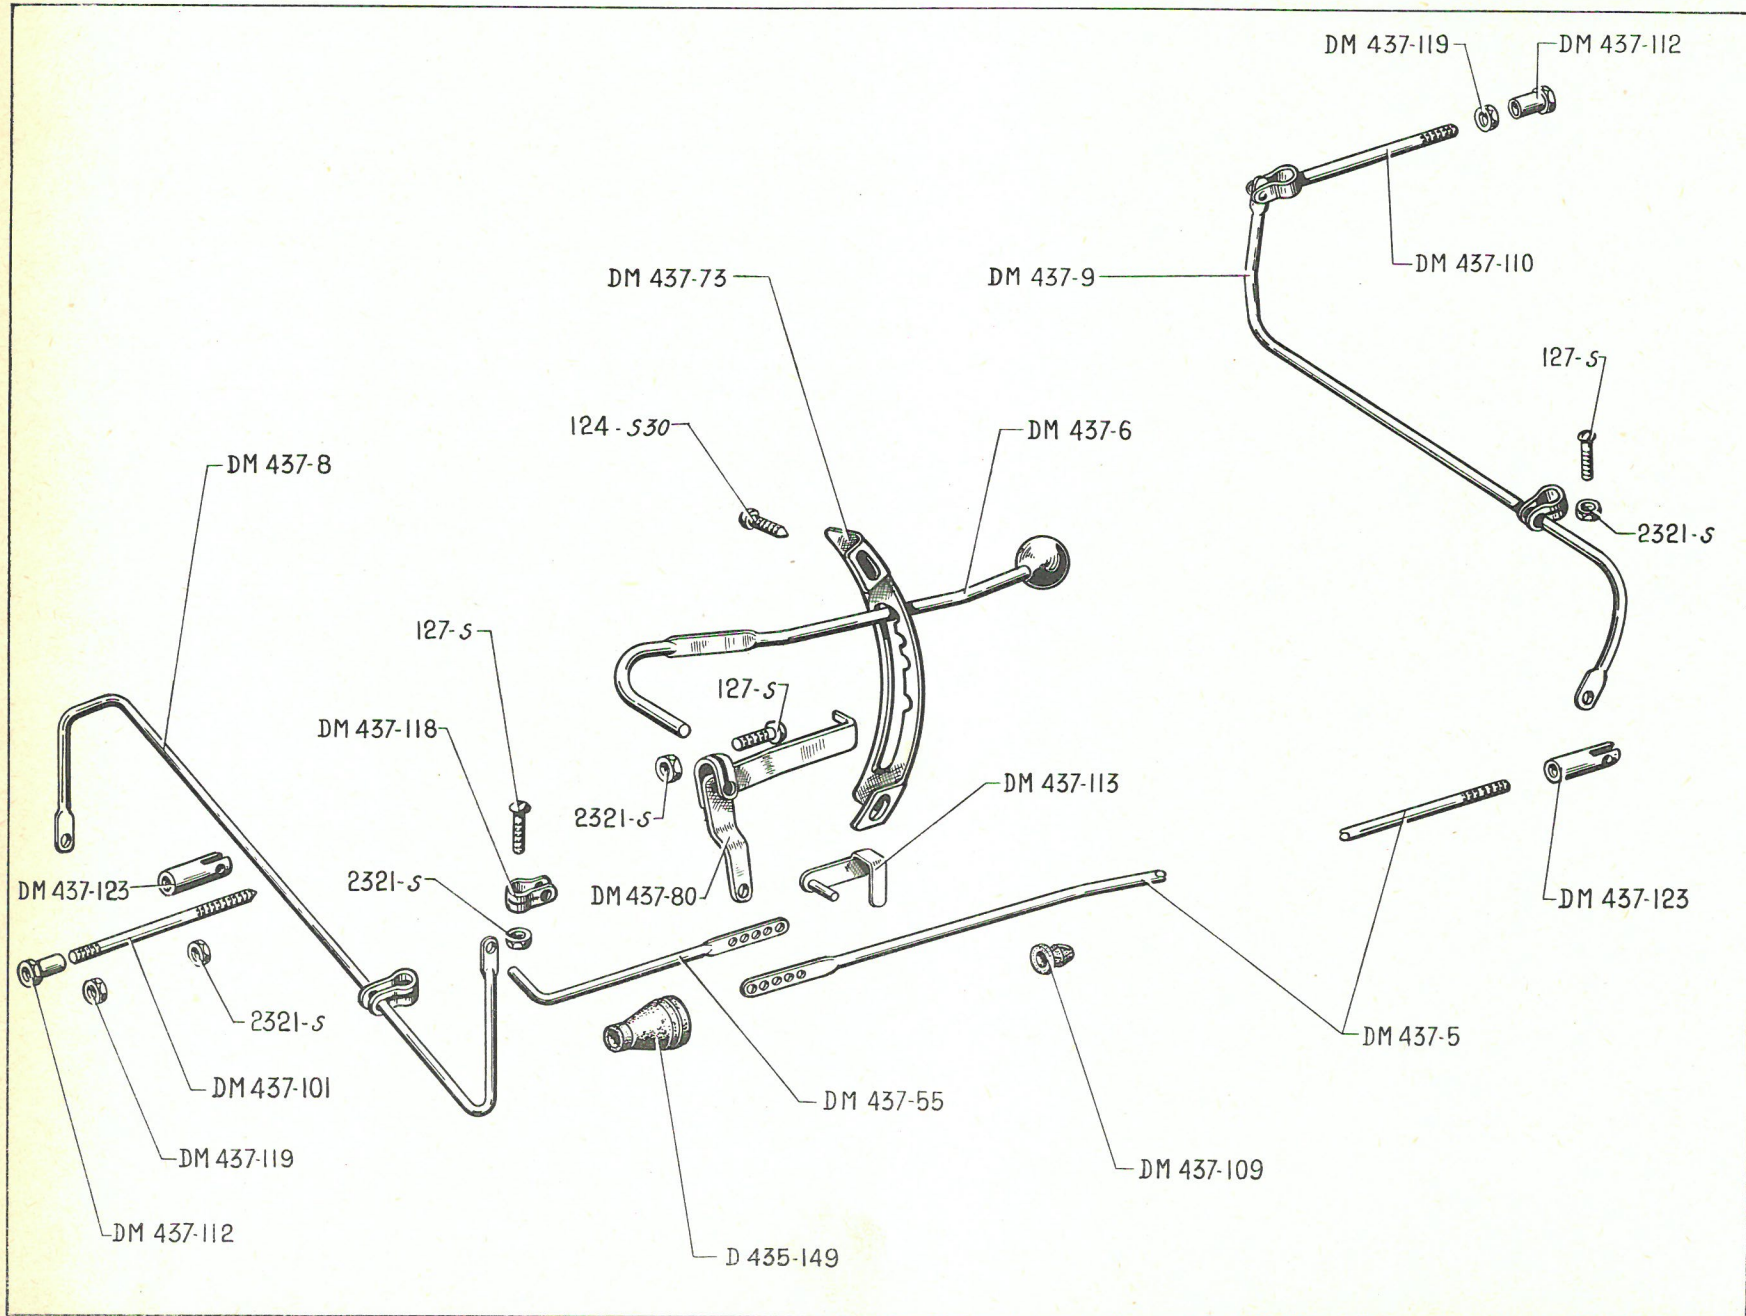 DM 437-119
DM 437-112
DM 437-73
DM 437-9
DM 437-110
127-S
124-S30
DM 437-6
DM 437-8
2321-S
127-S
127-S
DM 437-118
DM 437-113
2321-S
DM 437-123
2321-S
DM 437-80
DM 437-123
2321-S
DM 437-5
DM 437-101
DM 437-55
DM 437-119
DM 437-109
DM 437-112
D 435-149